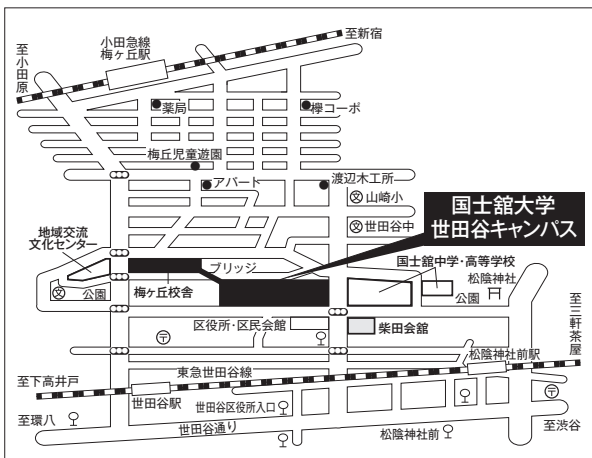 至新宿
小田急線
梅ヶ丘駅
至小田原
薬局
欅コーポ
梅丘児童遊園
アパート
渡辺木工所
山崎小
世田谷中
国士舘大学
世田谷キャンパス
地域交流
文化センター
ブリッジ
国士舘中学・高等学校
松陰神社
公園
梅ヶ丘校舎
公園
区役所・区民会館
柴田会舘
至三軒茶屋
東急世田谷線
松陰神社前駅
至下高井戸
世田谷駅
世田谷区役所入口
至環八
世田谷通り
松陰神社前
至渋谷